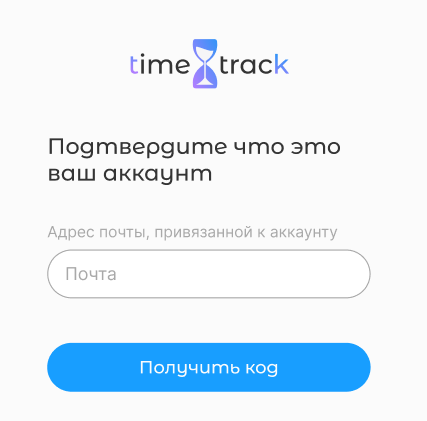 time track
Подтвердите что это
ваш аккаунт
Адрес почты, привязанной к аккаунту
Почта
Получить код